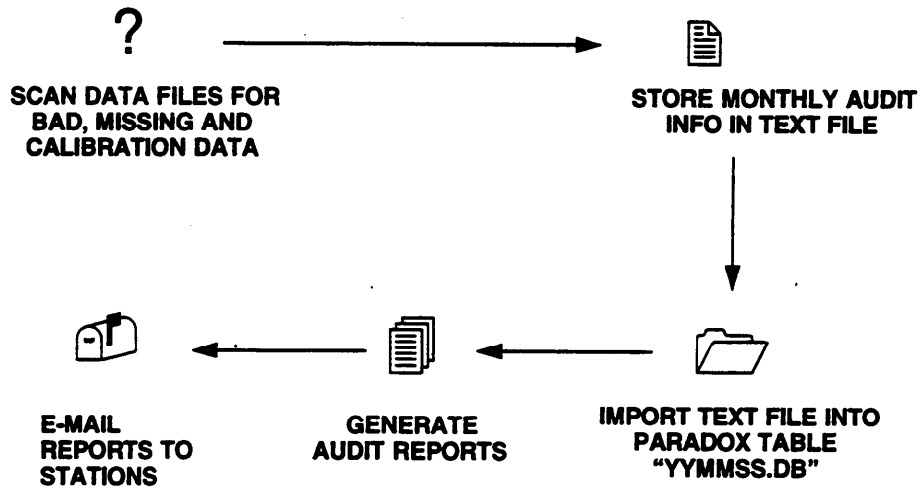 ?
SCAN DATA FILES FOR
BAD, MISSING AND
CALIBRATION DATA
STORE MONTHLY AUDIT
INFO IN TEXT FILE
IMPORT TEXT FILE INTO
PARADOX TABLE
“YYMMSS.DB”
GENERATE
AUDIT REPORTS
E-MAIL
REPORTS TO
STATIONS